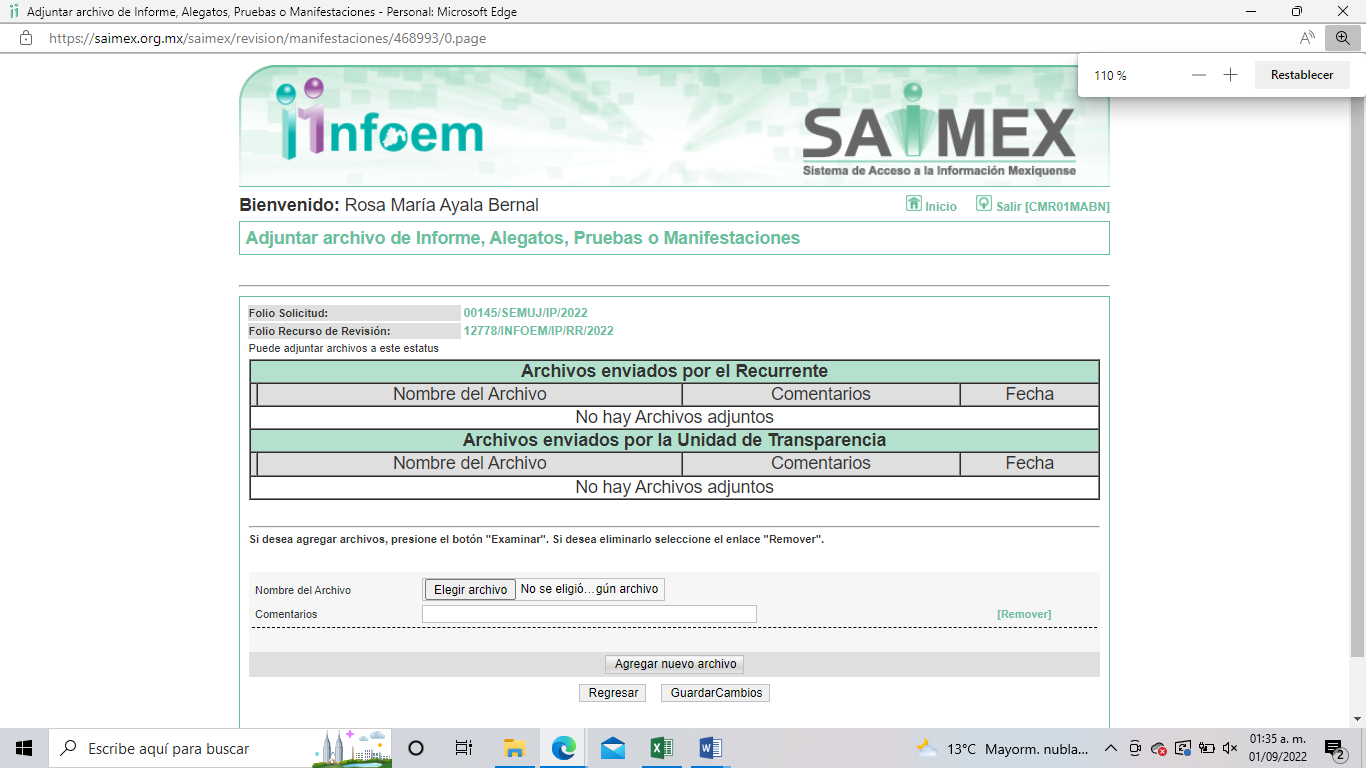 Adjuntar archivo de Informe, Alegatos, Pruebas o Manifestaciones - Personal: Microsoft Edge
https://saimex.org.mx/saimex/revision/manifestaciones/468993/0.page
110 %
Restablecer
infoem
SAIMEX
Sistema de Acceso a la Información Mexiquense
Bienvenido: Rosa María Ayala Bernal
Inicio
Salir [CMR01MABN]
Adjuntar archivo de Informe, Alegatos, Pruebas o Manifestaciones
Folio Solicitud: 00145/SEMUJ/IP/2022
Folio Recurso de Revisión: 12778/INFOEM/IP/RR/2022
Puede adjuntar archivos a este estatus
Archivos enviados por el Recurrente
Nombre del Archivo Comentarios Fecha
No hay Archivos adjuntos
Archivos enviados por la Unidad de Transparencia
Nombre del Archivo Comentarios Fecha
No hay Archivos adjuntos
Si desea agregar archivos, presione el botón "Examinar". Si desea eliminarlo seleccione el enlace "Remover".
Nombre del Archivo Elegir archivo No se eligió…gún archivo
Comentarios [Remover]
Agregar nuevo archivo
Regresar GuardarCambios
Escribe aquí para buscar
13°C Mayorm. nubla...
01:35 a. m.
01/09/2022
2